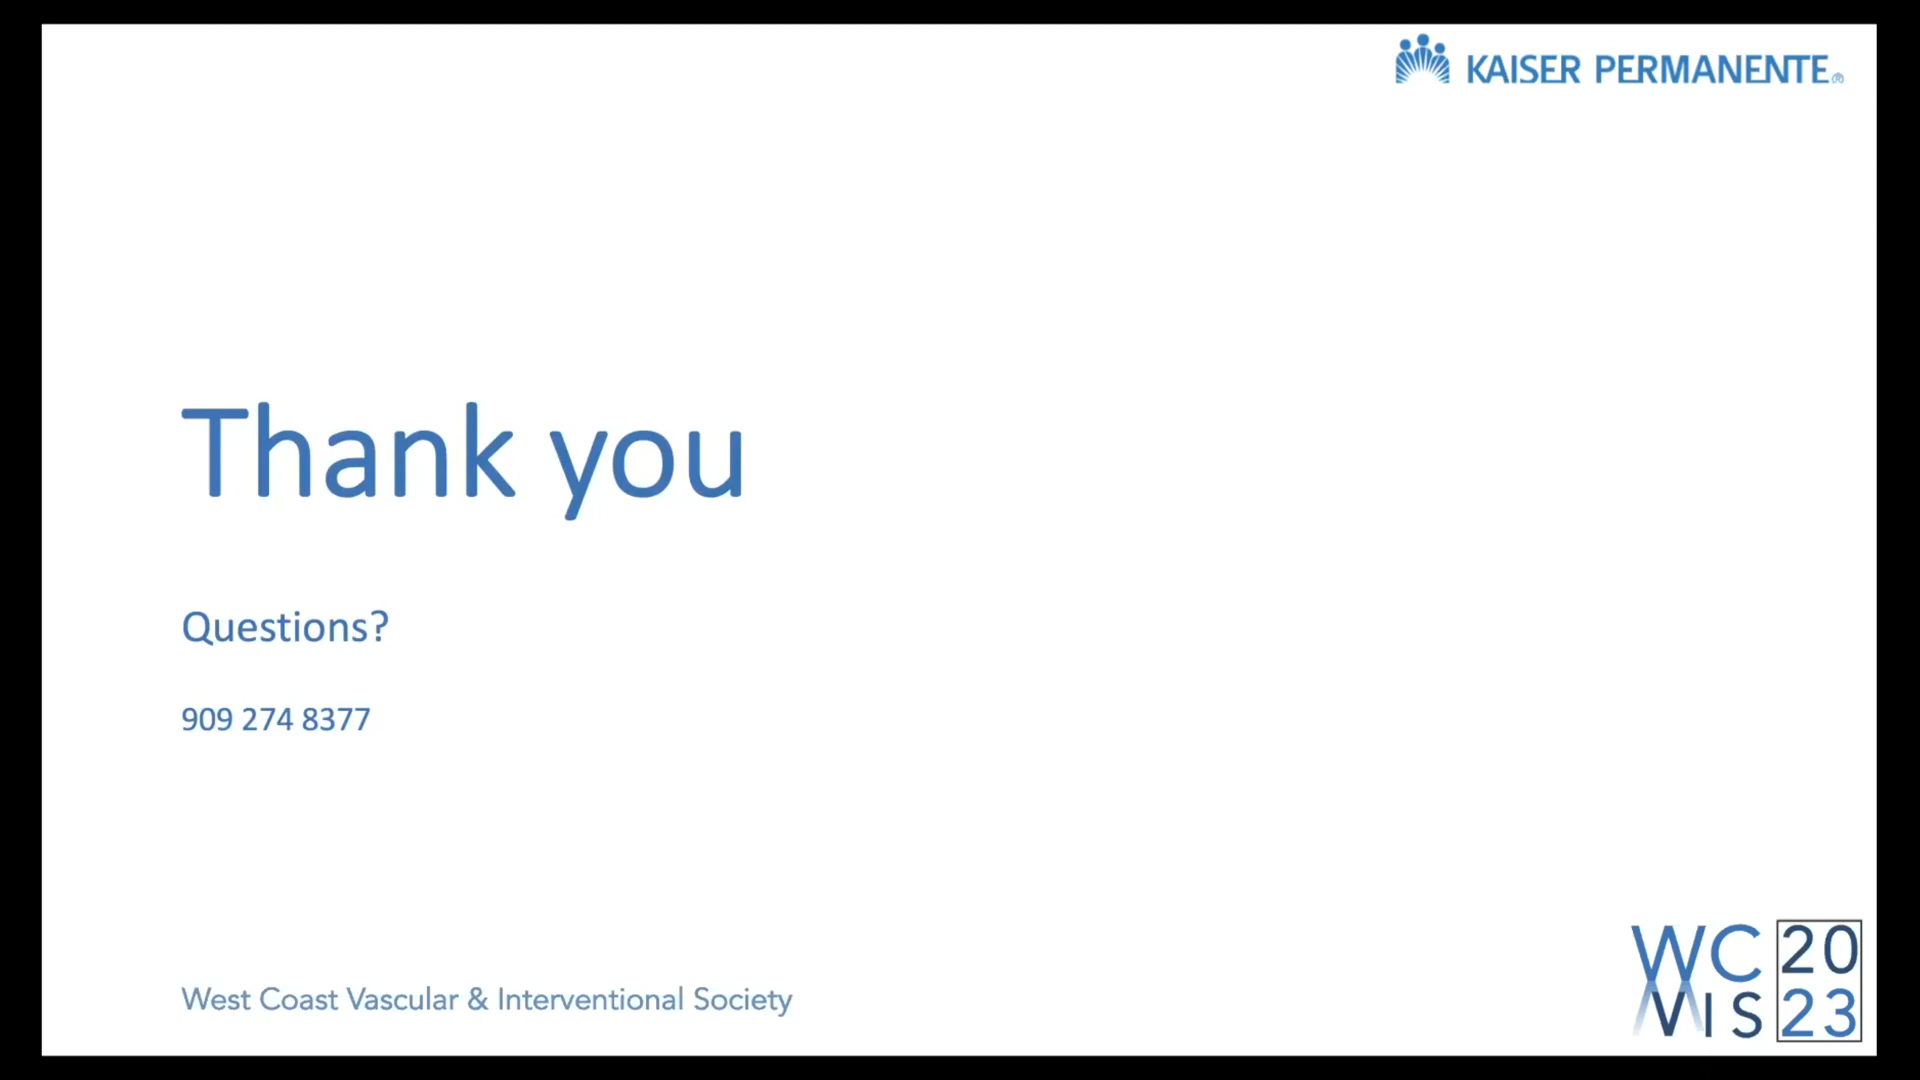 KAISER PERMANENTE®
Thank you
Questions?
909 274 8377
West Coast Vascular & Interventional Society
WC 20
VIS 23